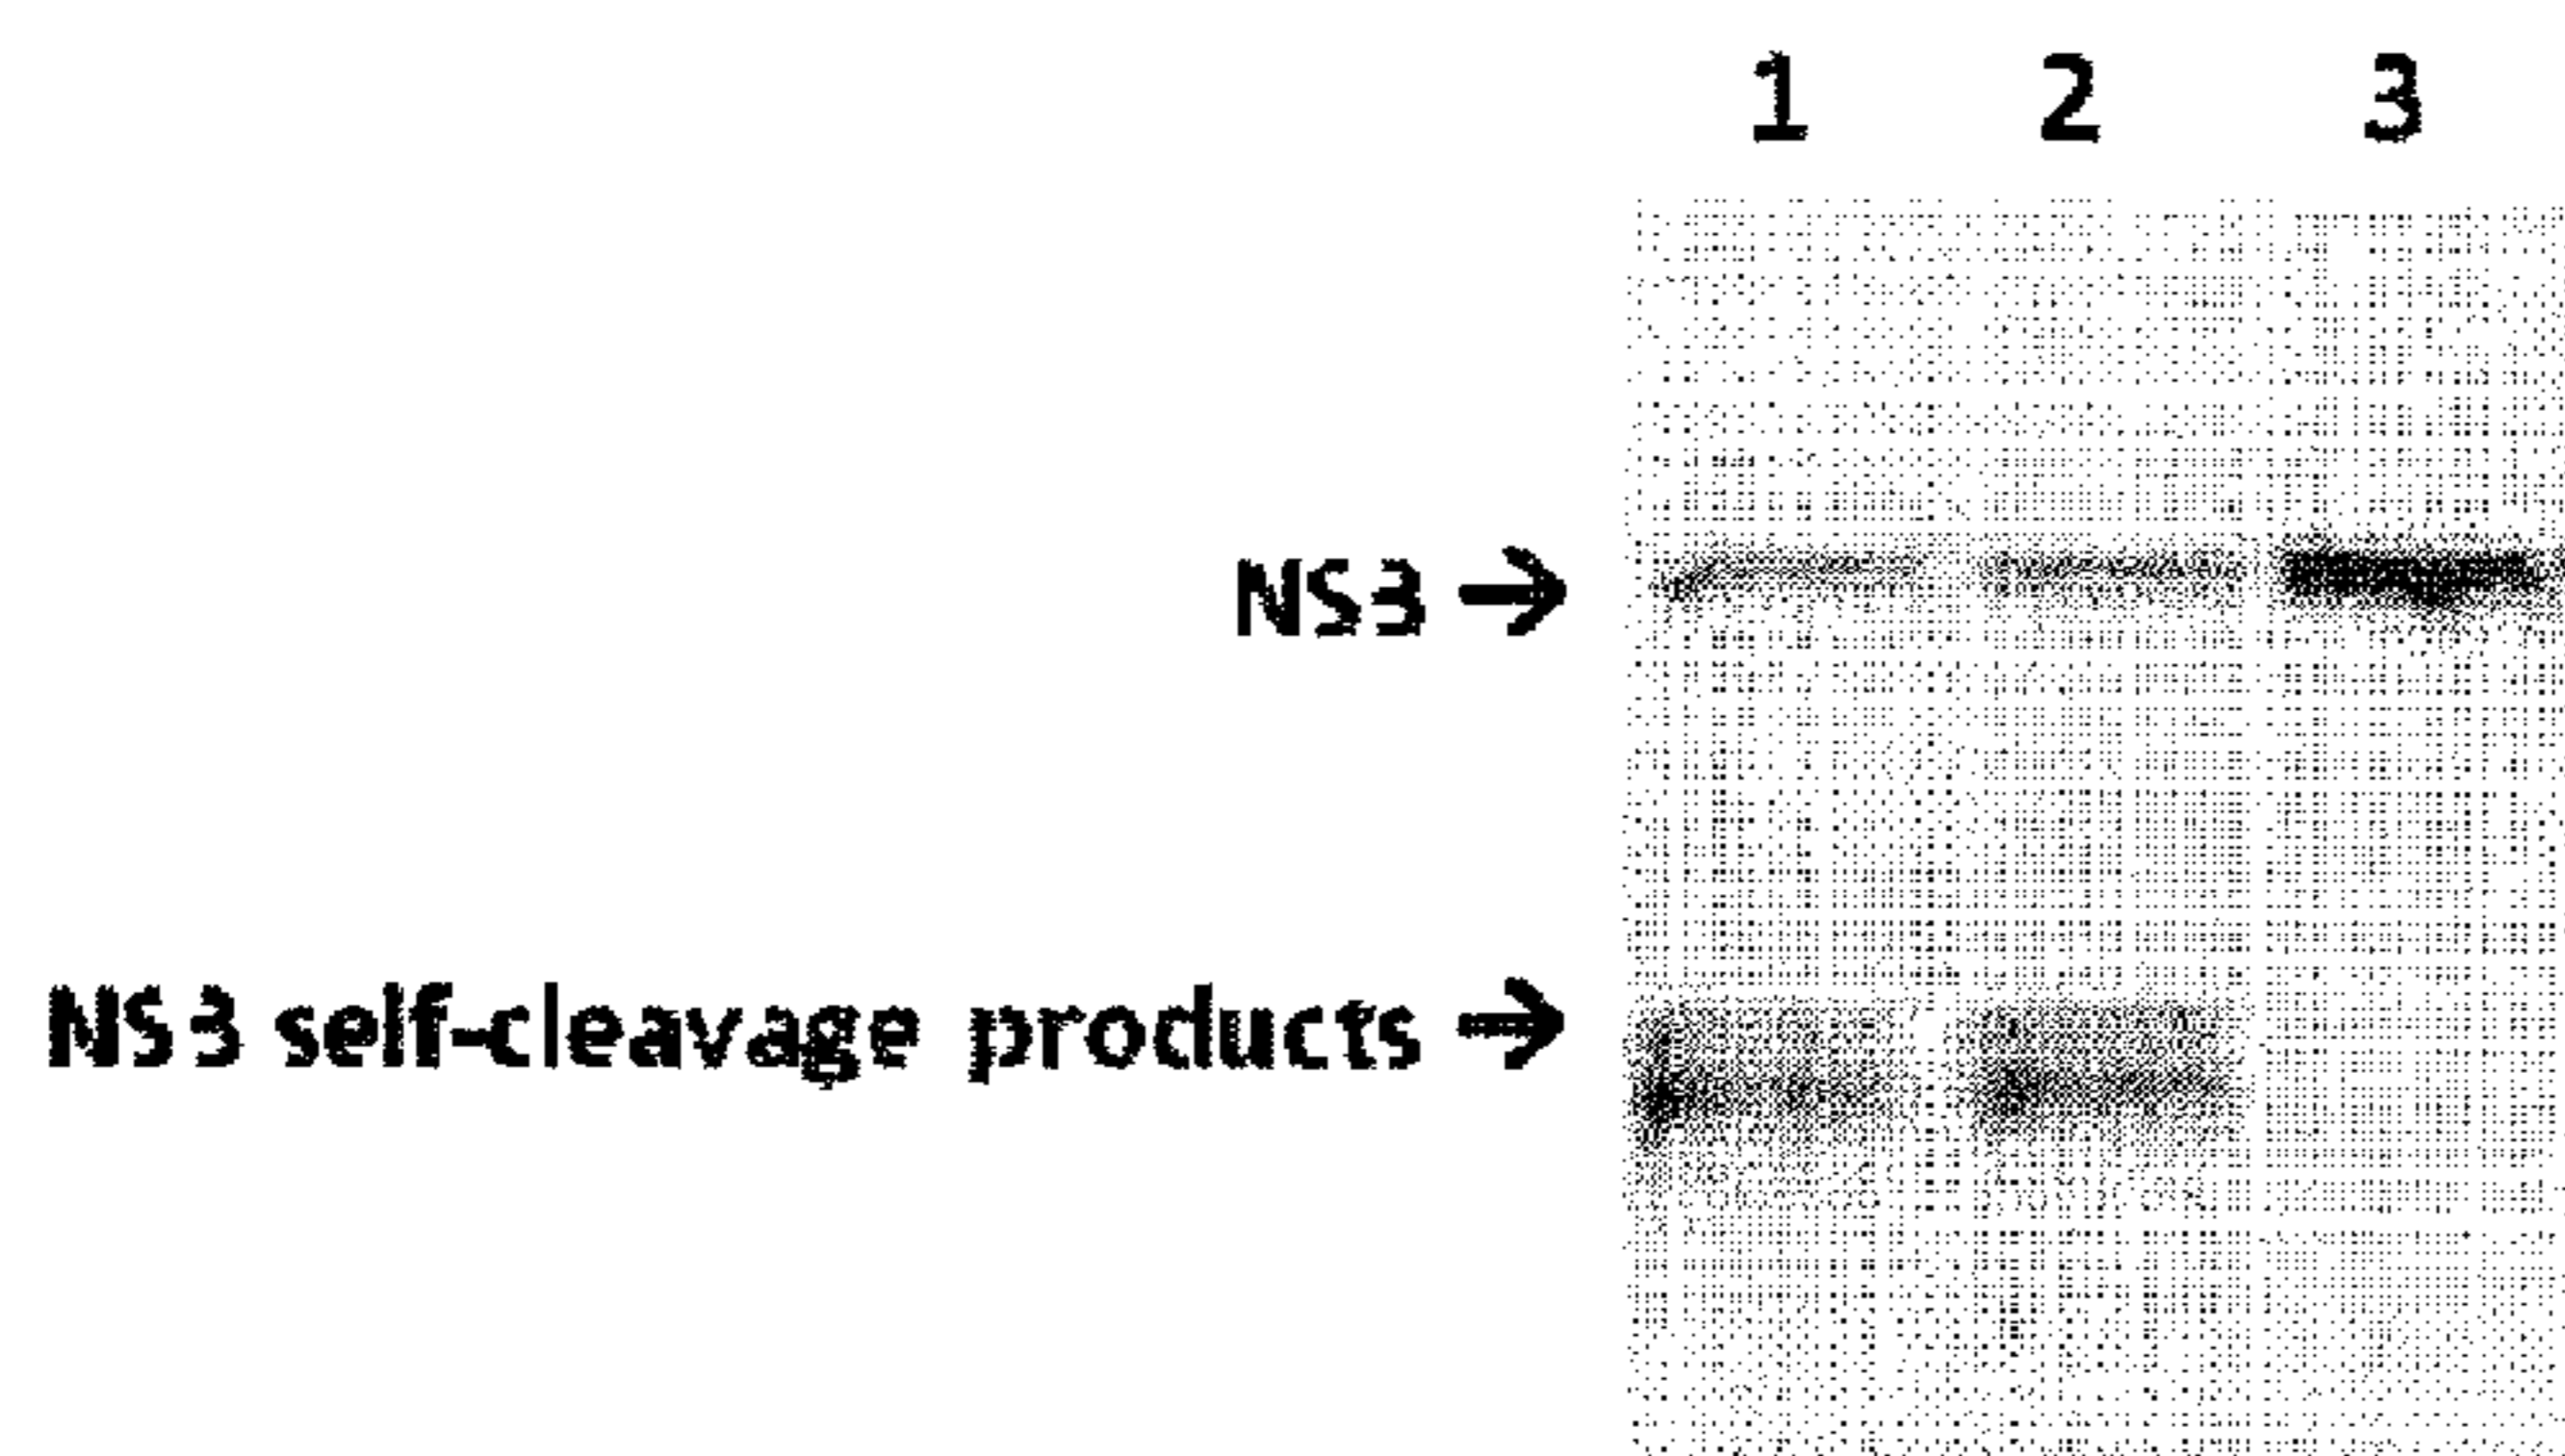 1 2 3
NS3 →
NS3 self-cleavage products →